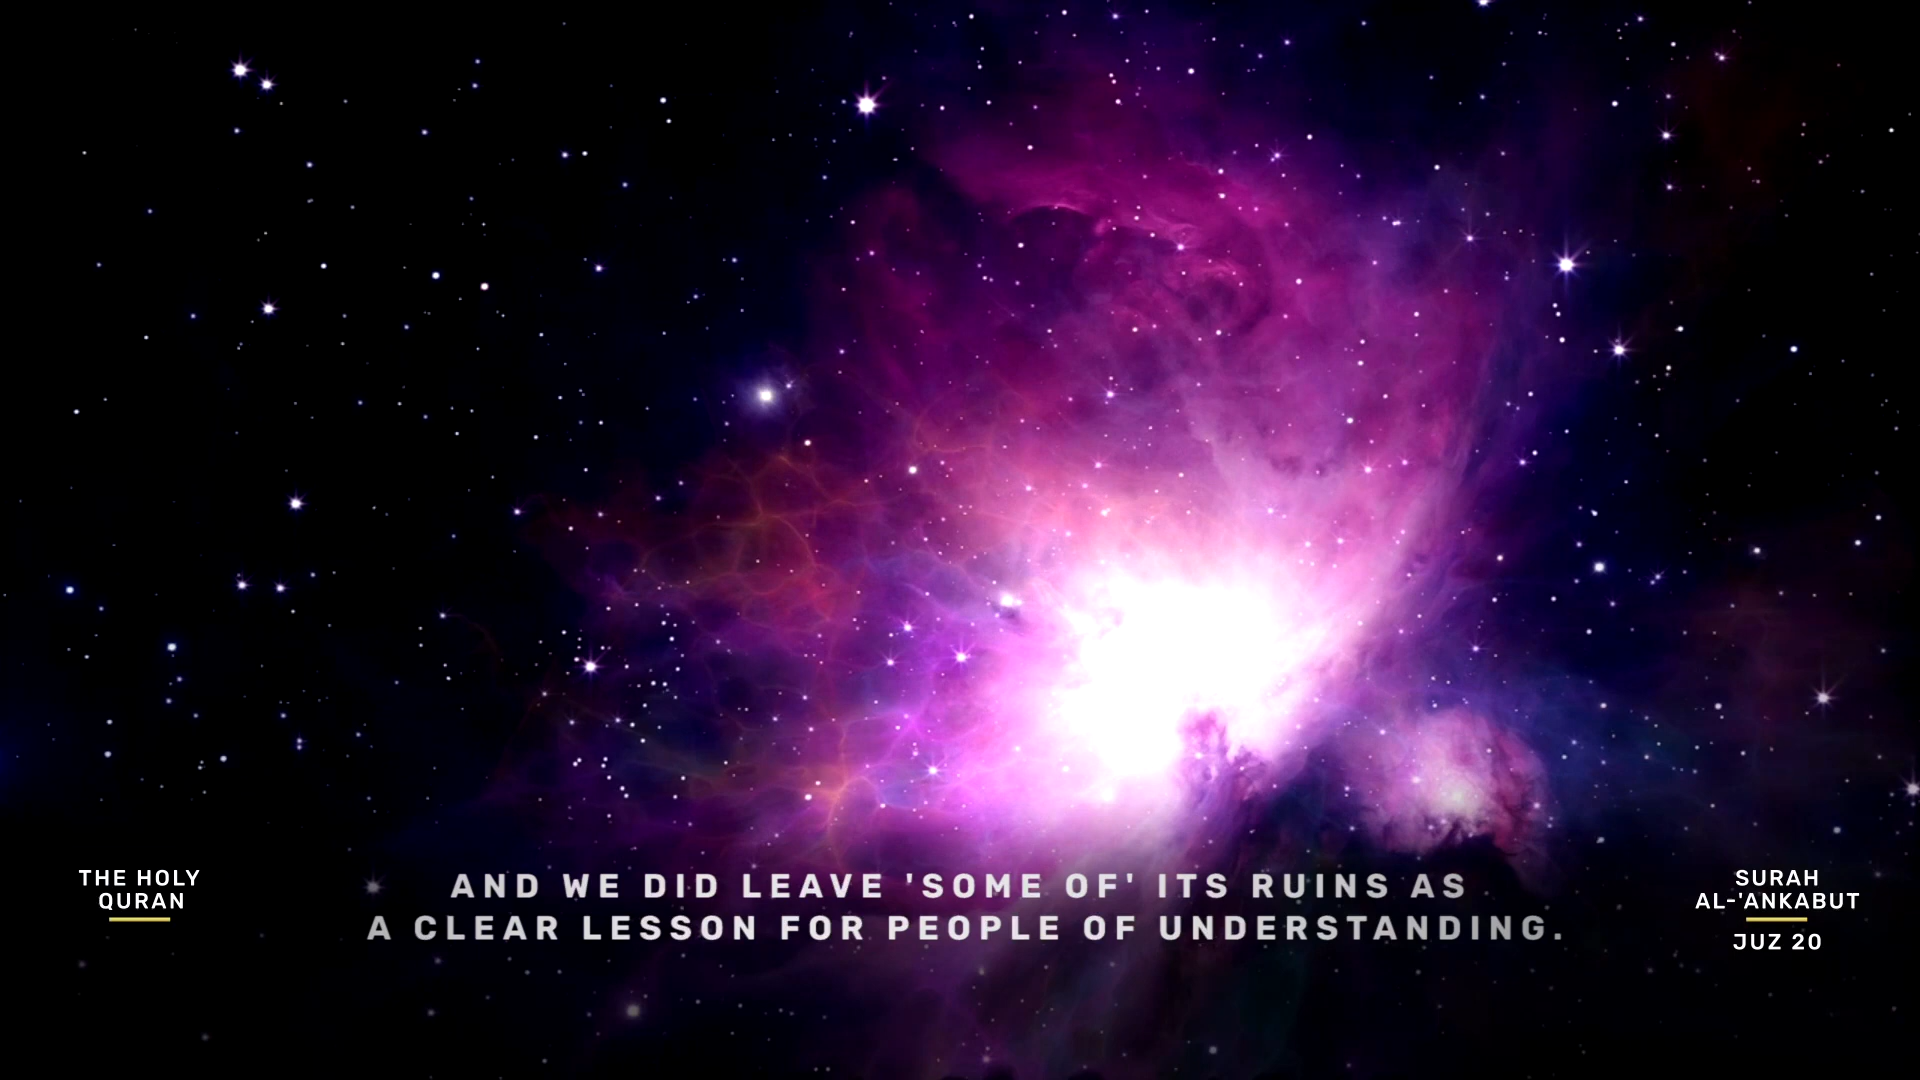 THE HOLY
QURAN
AND WE DID LEAVE 'SOME OF' ITS RUINS AS
A CLEAR LESSON FOR PEOPLE OF UNDERSTANDING.
SURAH
AL-'ANKABUT
JUZ 20